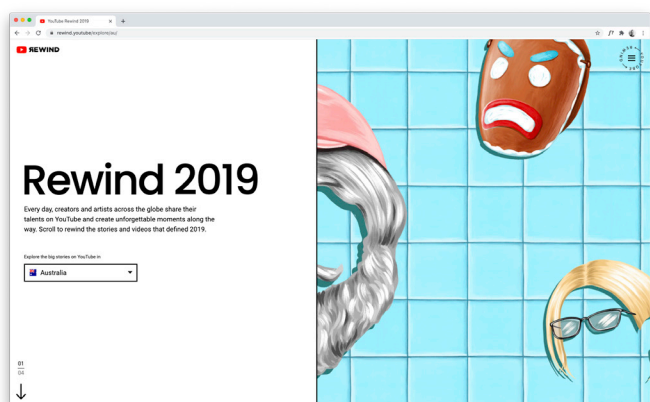 YouTube Rewind 2019
rewind.youtube/explore/au/
REWIND
Rewind 2019
Every day, creators and artists across the globe share their
talents on YouTube and create unforgettable moments along the
way. Scroll to rewind the stories and videos that defined 2019.
Explore the big stories on YouTube in
Australia
01
04